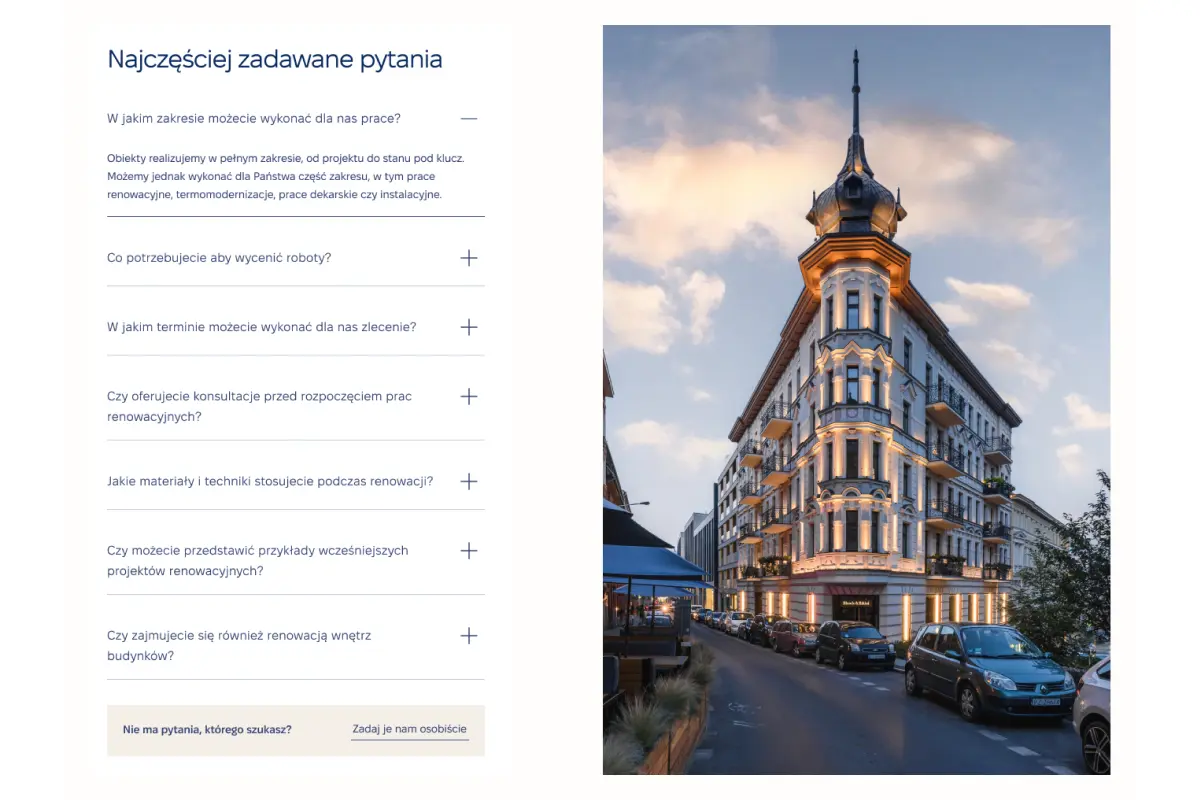 Najczęściej zadawane pytania
W jakim zakresie możecie wykonać dla nas prace?
Obiekty realizujemy w pełnym zakresie, od projektu do stanu pod klucz.
Możemy jednak wykonać dla Państwa część zakresu, w tym prace
renowacyjne, termomodernizacje, prace dekarskie czy instalacyjne.
Co potrzebujecie aby wycenić roboty?
W jakim terminie możecie wykonać dla nas zlecenie?
Czy oferujecie konsultacje przed rozpoczęciem prac
renowacyjnych?
Jakie materiały i techniki stosujecie podczas renowacji?
Czy możecie przedstawić przykłady wcześniejszych
projektów renowacyjnych?
Czy zajmujecie się również renowacją wnętrz
budynków?
Nie ma pytania, którego szukasz?
Zadaj je nam osobiście